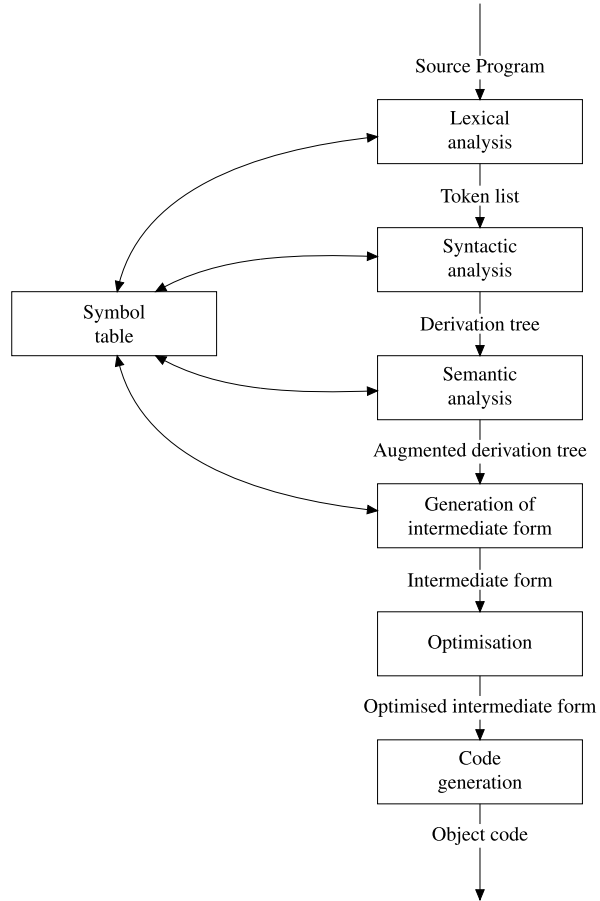 Source Program
Lexical
analysis
Token list
Syntactic
analysis
Symbol
table
Derivation tree
Semantic
analysis
Augmented derivation tree
Generation of
intermediate form
Intermediate form
Optimisation
Optimised intermediate form
Code
generation
Object code